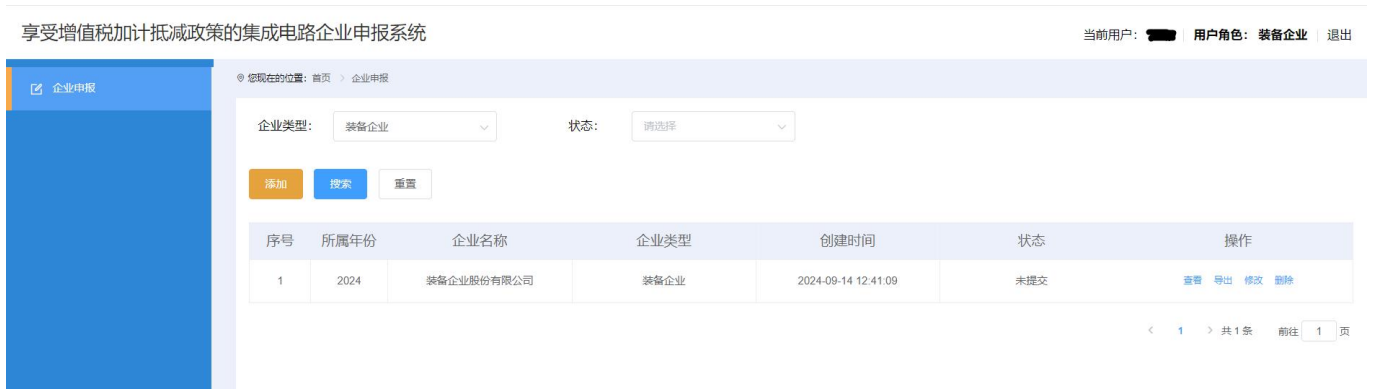 享受增值税加计抵减政策的集成电路企业申报系统
当前用户： 用户角色：装备企业 退出
企业申报
您现在的位置：首页 > 企业申报
企业类型： 装备企业 状态： 请选择
添加 搜索 重置
序号 所属年份 企业名称 企业类型 创建时间 状态 操作
1 2024 装备企业股份有限公司 装备企业 2024-09-14 12:41:09 未提交 查看 导出 修改 删除
< 1 > 共 1 条 前往 1 页